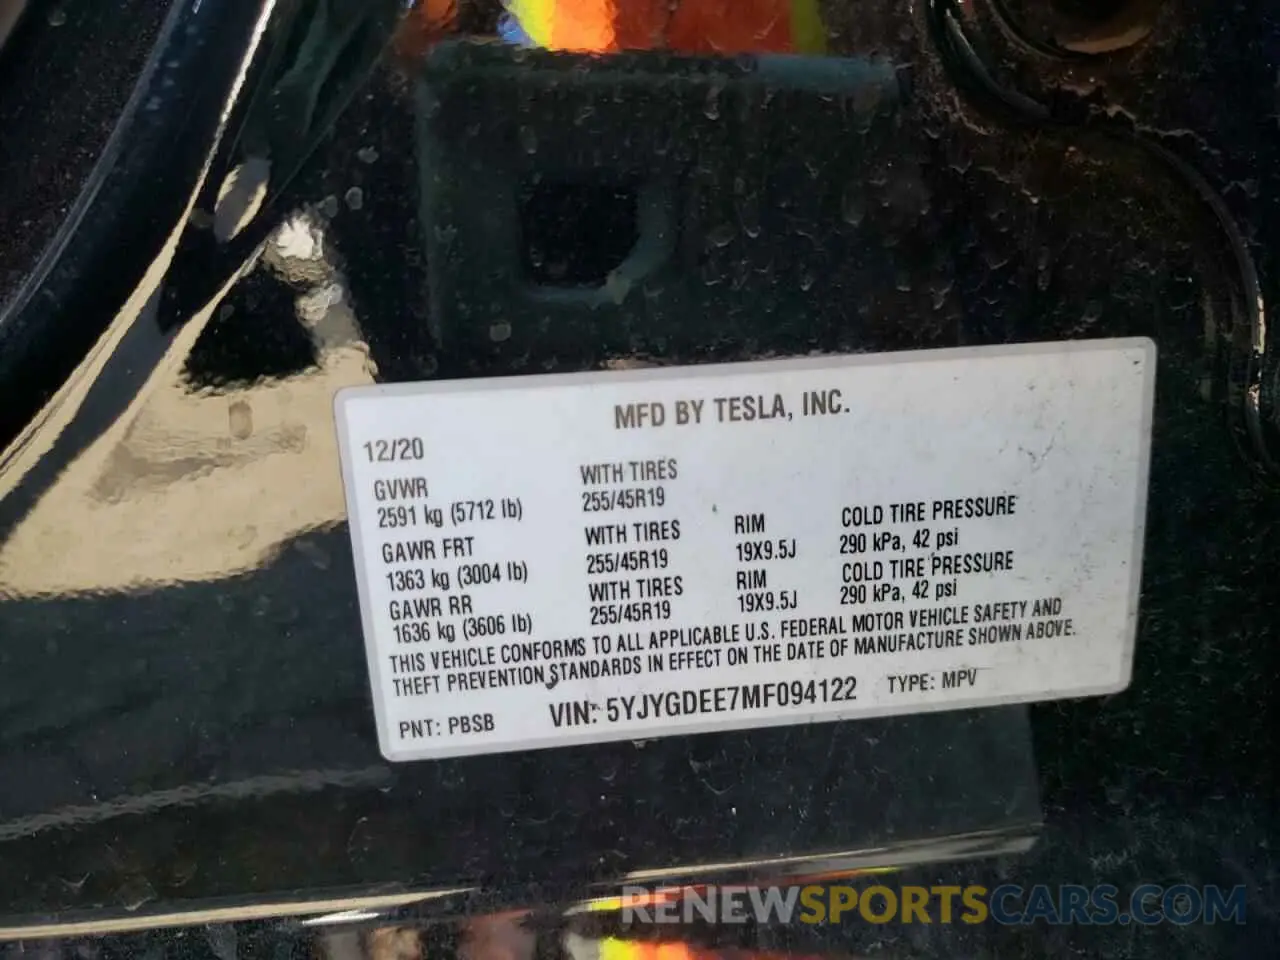 MFD BY TESLA, INC.
12/20
GVWR
2591 kg (5712 lb)
WITH TIRES
255/45R19
GAWR FRT
1363 kg (3004 lb)
WITH TIRES
255/45R19
RIM
19X9.5J
COLD TIRE PRESSURE
290 kPa, 42 psi
GAWR RR
1636 kg (3606 lb)
WITH TIRES
255/45R19
RIM
19X9.5J
COLD TIRE PRESSURE
290 kPa, 42 psi
THIS VEHICLE CONFORMS TO ALL APPLICABLE U.S. FEDERAL MOTOR VEHICLE SAFETY AND
THEFT PREVENTION STANDARDS IN EFFECT ON THE DATE OF MANUFACTURE SHOWN ABOVE.
PNT: PBSB VIN: 5YJYGDEE7MF094122 TYPE: MPV
RENEWSPORTSCARS.COM